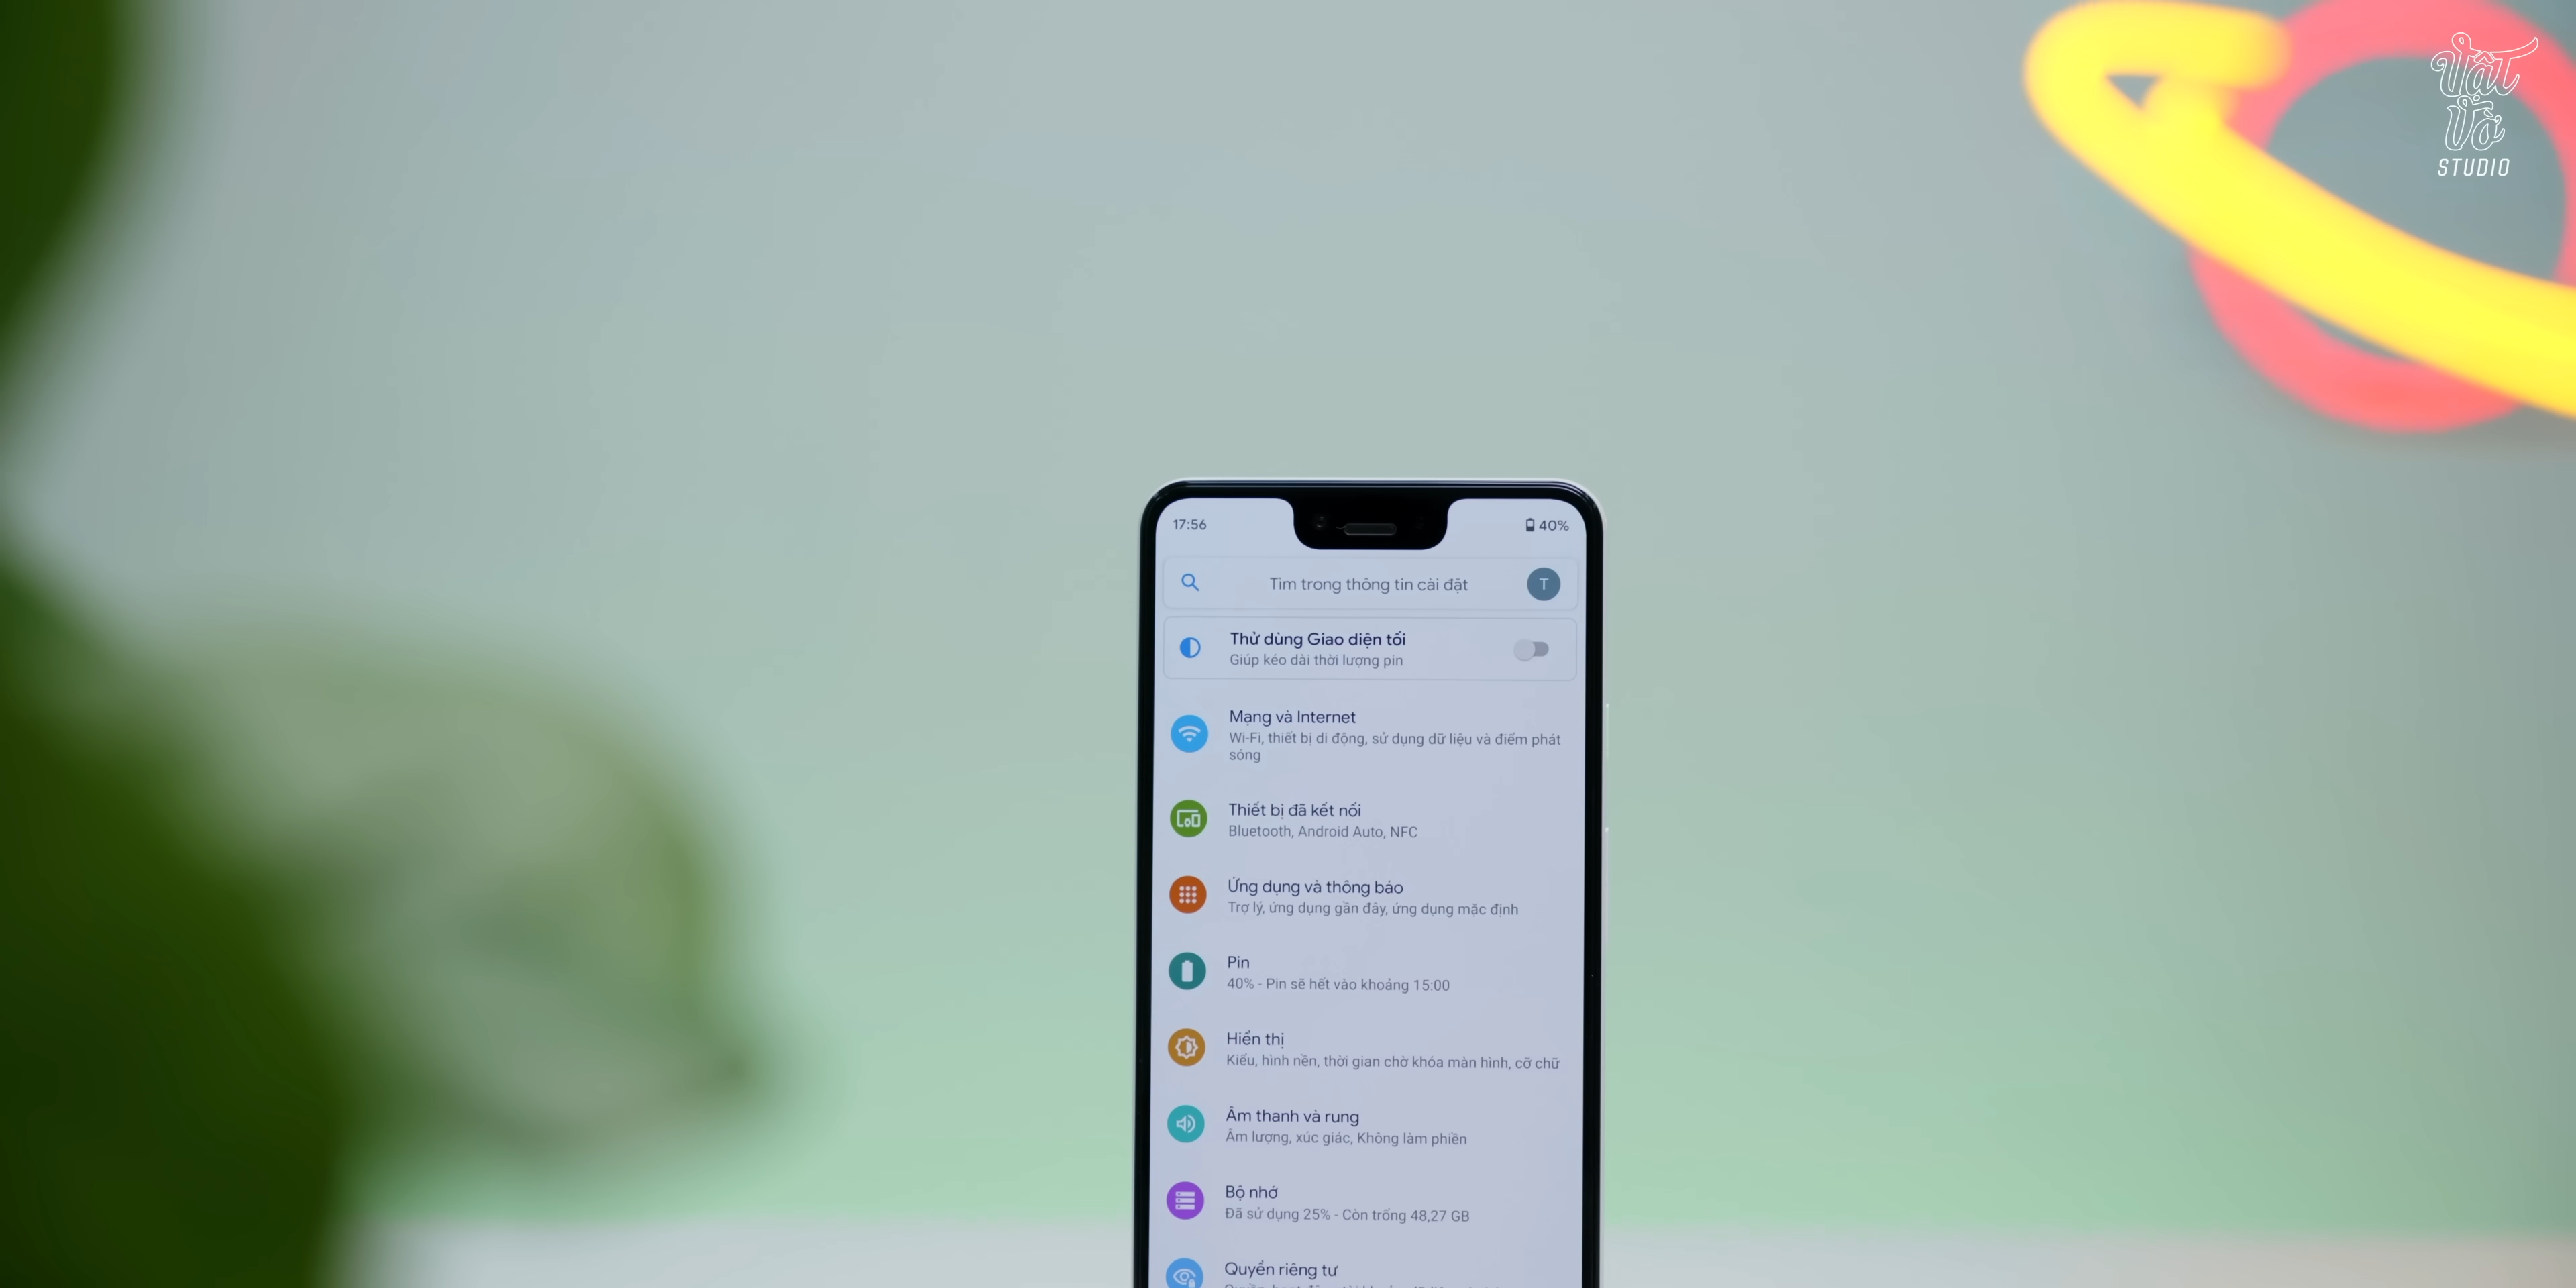 Vật
Vờ
STUDIO
17:56
40%
Tìm trong thông tin cài đặt
T
Thử dùng Giao diện tối
Giúp kéo dài thời lượng pin
Mạng và Internet
Wi-Fi, thiết bị di động, sử dụng dữ liệu và điểm phát
sóng
Thiết bị đã kết nối
Bluetooth, Android Auto, NFC
Ứng dụng và thông báo
Trợ lý, ứng dụng gần đây, ứng dụng mặc định
Pin
40% - Pin sẽ hết vào khoảng 15:00
Hiển thị
Kiểu, hình nền, thời gian chờ khóa màn hình, cỡ chữ
Âm thanh và rung
Âm lượng, xúc giác, Không làm phiền
Bộ nhớ
Đã sử dụng 25% - Còn trống 48,27 GB
Quyền riêng tư